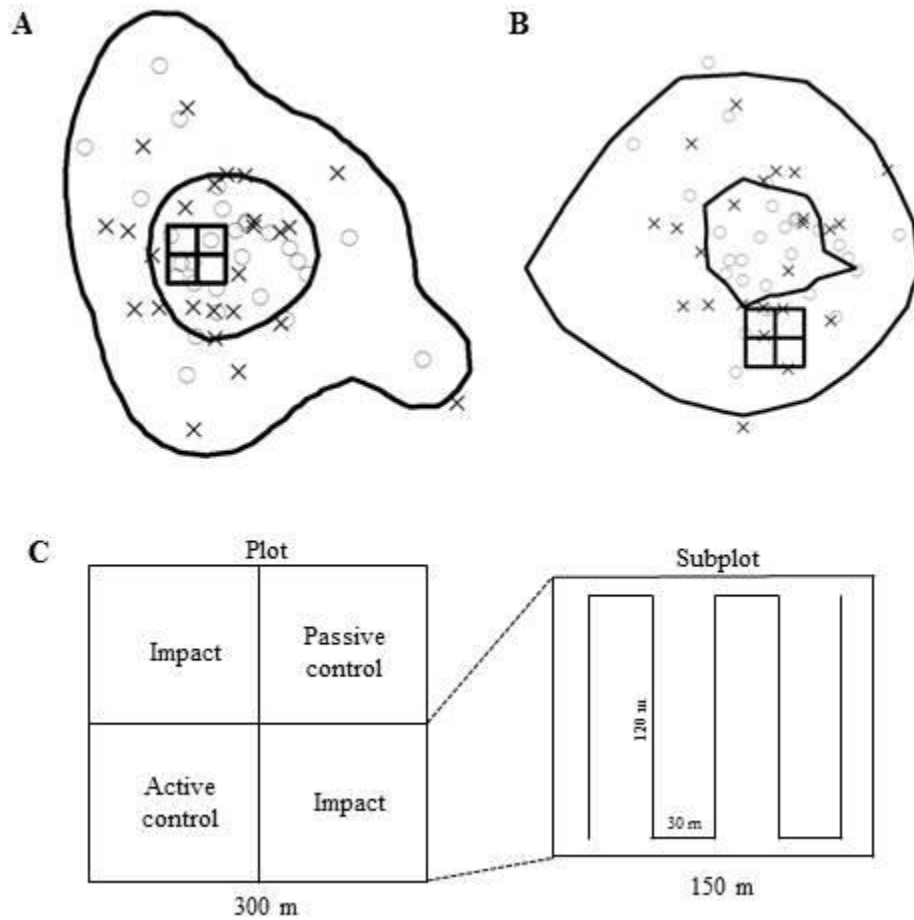 A
B
C
Plot
Impact
Passive
control
Active
control
Impact
300 m
Subplot
120 m
30 m
150 m